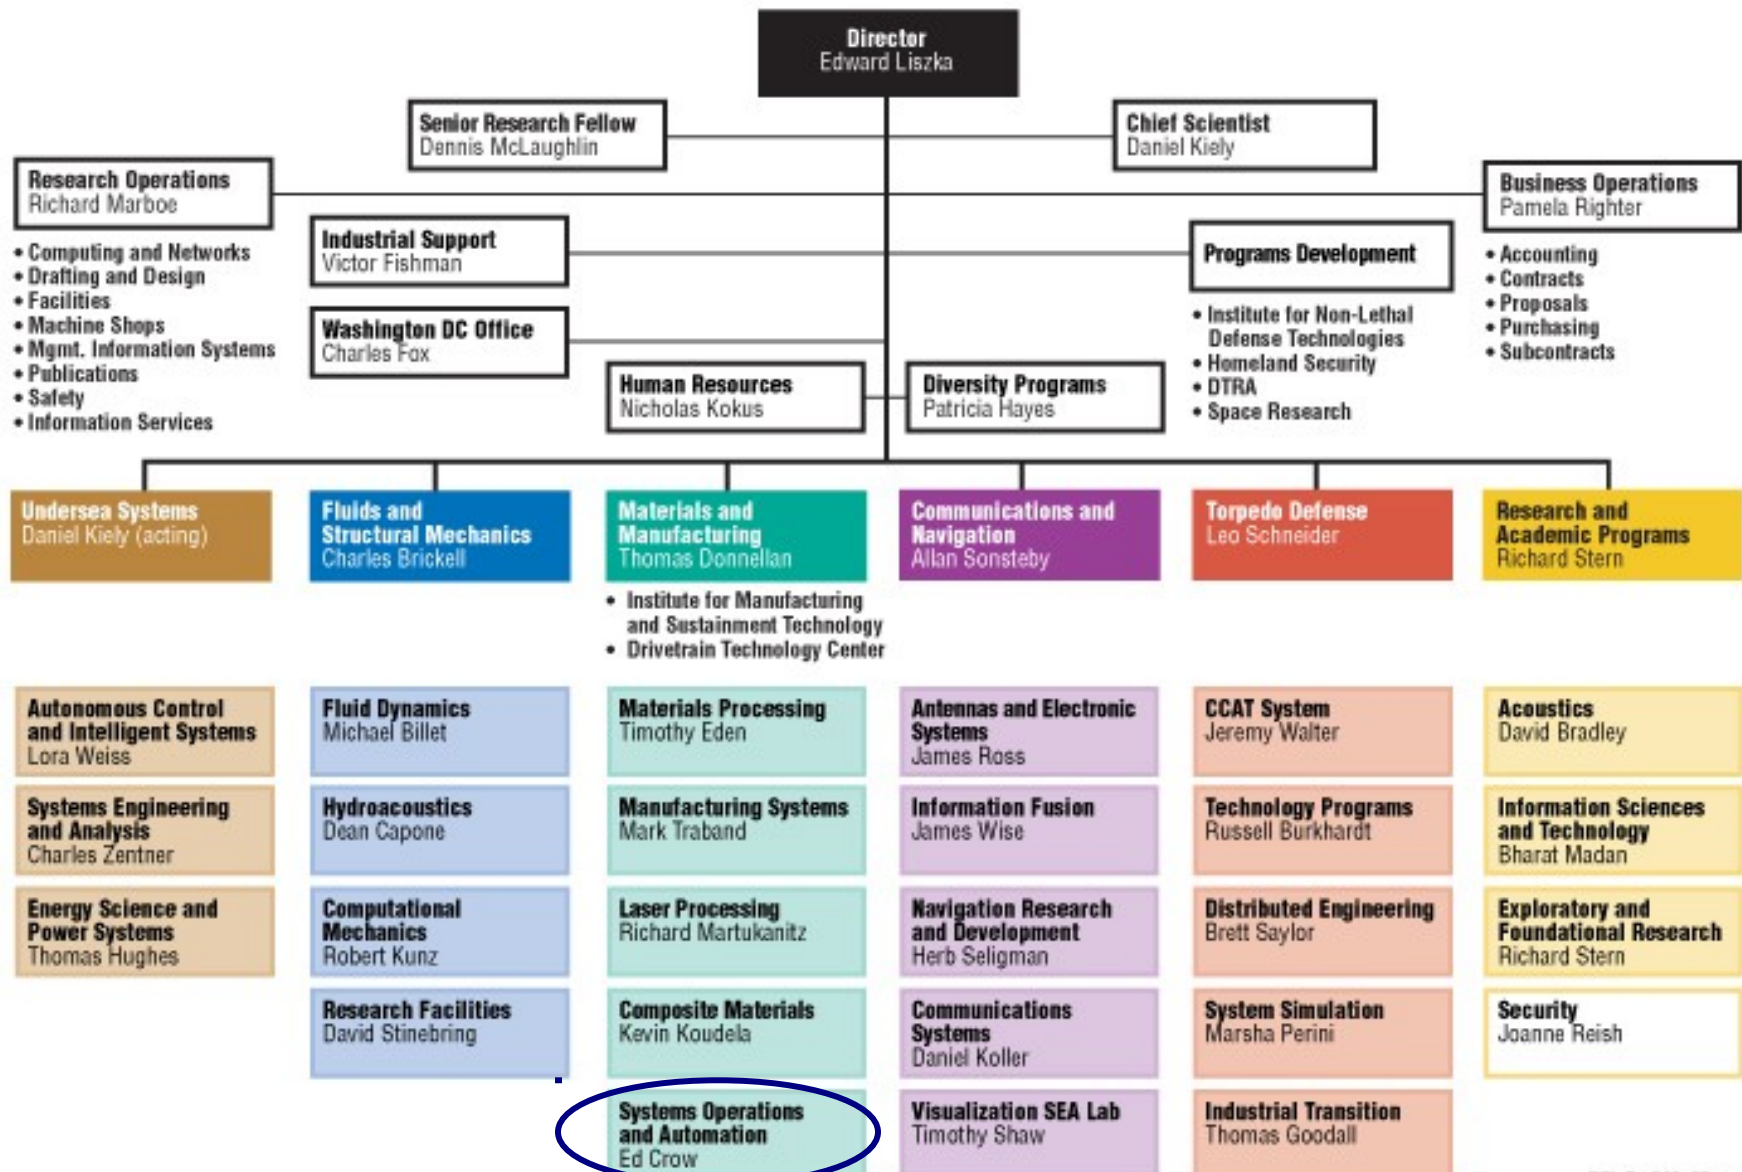 Director
Edward Liszka
Senior Research Fellow
Dennis McLaughlin
Chief Scientist
Daniel Kiely
Research Operations
Richard Marboe
• Computing and Networks
• Drafting and Design
• Facilities
• Machine Shops
• Mgmt. Information Systems
• Publications
• Safety
• Information Services
Business Operations
Pamela Righter
• Accounting
• Contracts
• Proposals
• Purchasing
• Subcontracts
Industrial Support
Victor Fishman
Programs Development
• Institute for Non-Lethal
Defense Technologies
• Homeland Security
• DTRA
• Space Research
Washington DC Office
Charles Fox
Human Resources
Nicholas Kokus
Diversity Programs
Patricia Hayes
Undersea Systems
Daniel Kiely (acting)
Fluids and
Structural Mechanics
Charles Brickell
Materials and
Manufacturing
Thomas Donnellan
• Institute for Manufacturing
and Sustainment Technology
• Drivetrain Technology Center
Communications and
Navigation
Allan Sonsteby
Torpedo Defense
Leo Schneider
Research and
Academic Programs
Richard Stern
Autonomous Control
and Intelligent Systems
Lora Weiss
Systems Engineering
and Analysis
Charles Zentner
Energy Science and
Power Systems
Thomas Hughes
Fluid Dynamics
Michael Billet
Hydroacoustics
Dean Capone
Computational
Mechanics
Robert Kunz
Research Facilities
David Stinebring
Materials Processing
Timothy Eden
Manufacturing Systems
Mark Traband
Laser Processing
Richard Martukanitz
Composite Materials
Kevin Koudela
Systems Operations
and Automation
Ed Crow
Antennas and Electronic
Systems
James Ross
Information Fusion
James Wise
Navigation Research
and Development
Herb Seligman
Communications
Systems
Daniel Koller
Visualization SEA Lab
Timothy Shaw
CCAT System
Jeremy Walter
Technology Programs
Russell Burkhardt
Distributed Engineering
Brett Saylor
System Simulation
Marsha Perini
Industrial Transition
Thomas Goodall
Acoustics
David Bradley
Information Sciences
and Technology
Bharat Madan
Exploratory and
Foundational Research
Richard Stern
Security
Joanne Reish